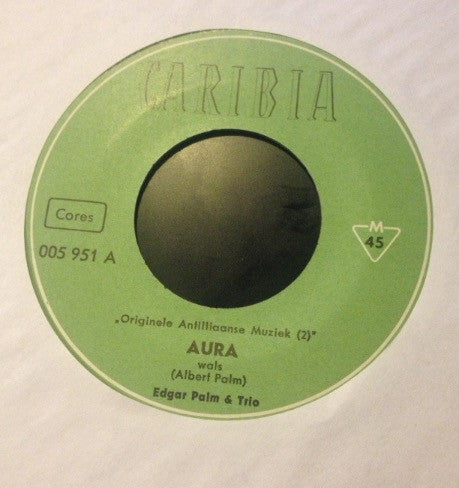 CARIBIA
Cores
005 951 A
M
45
„Originele Antilliaanse Muziek (2)"
AURA
wals
(Albert Palm)
Edgar Palm & Trio